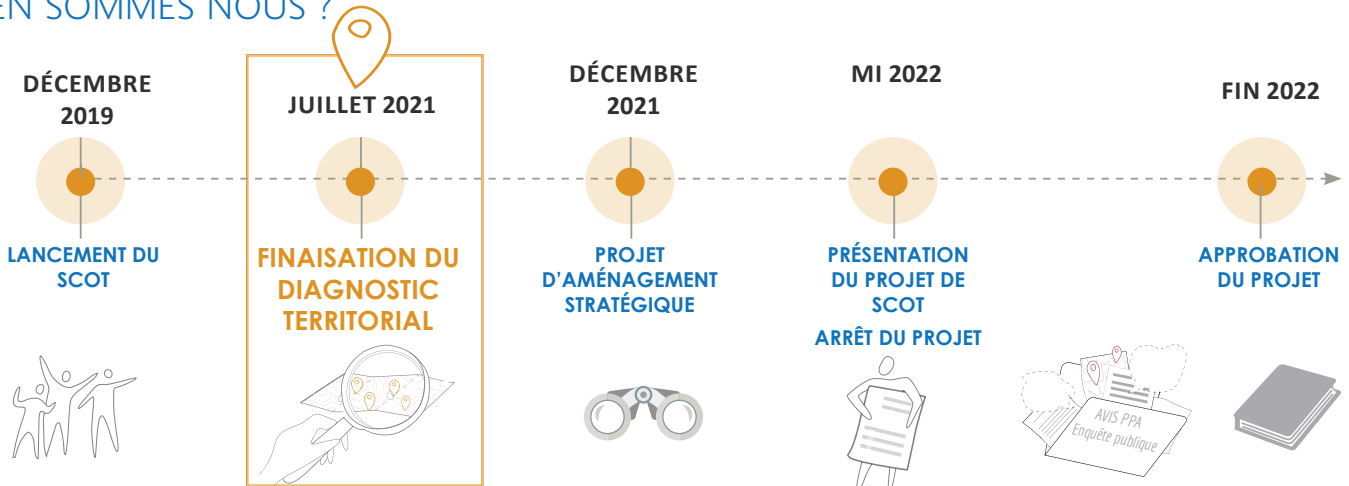 EN SOMMES NOUS ?
DÉCEMBRE
2019
LANCEMENT DU
SCOT
JUILLET 2021
FINAISATION DU
DIAGNOSTIC
TERRITORIAL
DÉCEMBRE
2021
PROJET
D'AMÉNAGEMENT
STRATÉGIQUE
MI 2022
PRÉSENTATION
DU PROJET DE
SCOT
ARRÊT DU PROJET
AVIS PPA
Enquête publique
FIN 2022
APPROBATION
DU PROJET